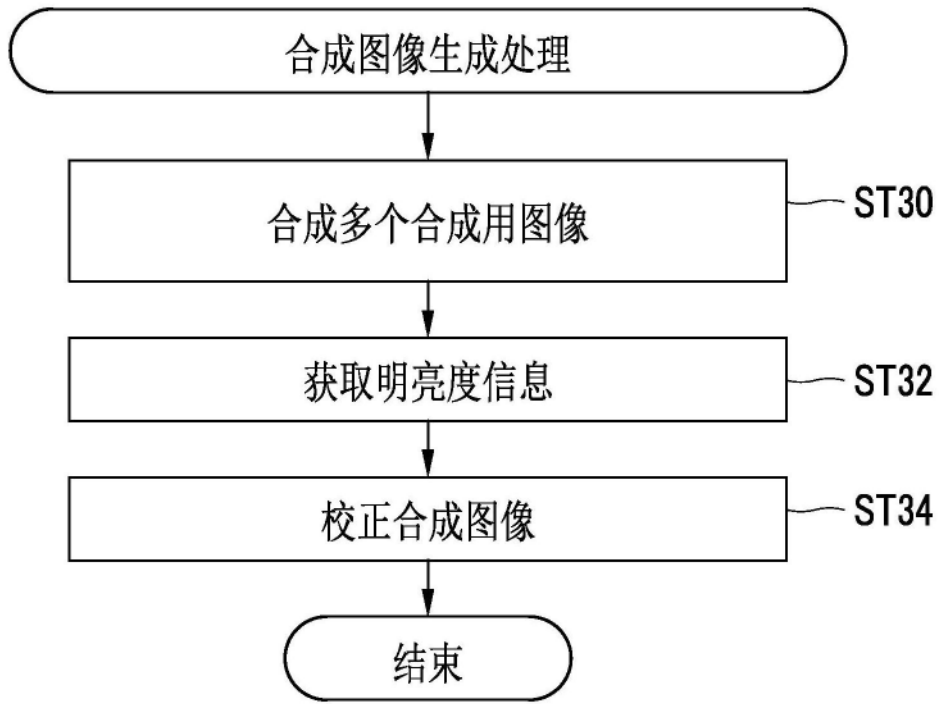 合成图像生成处理
合成多个合成用图像
ST30
获取明亮度信息
ST32
校正合成图像
ST34
结束